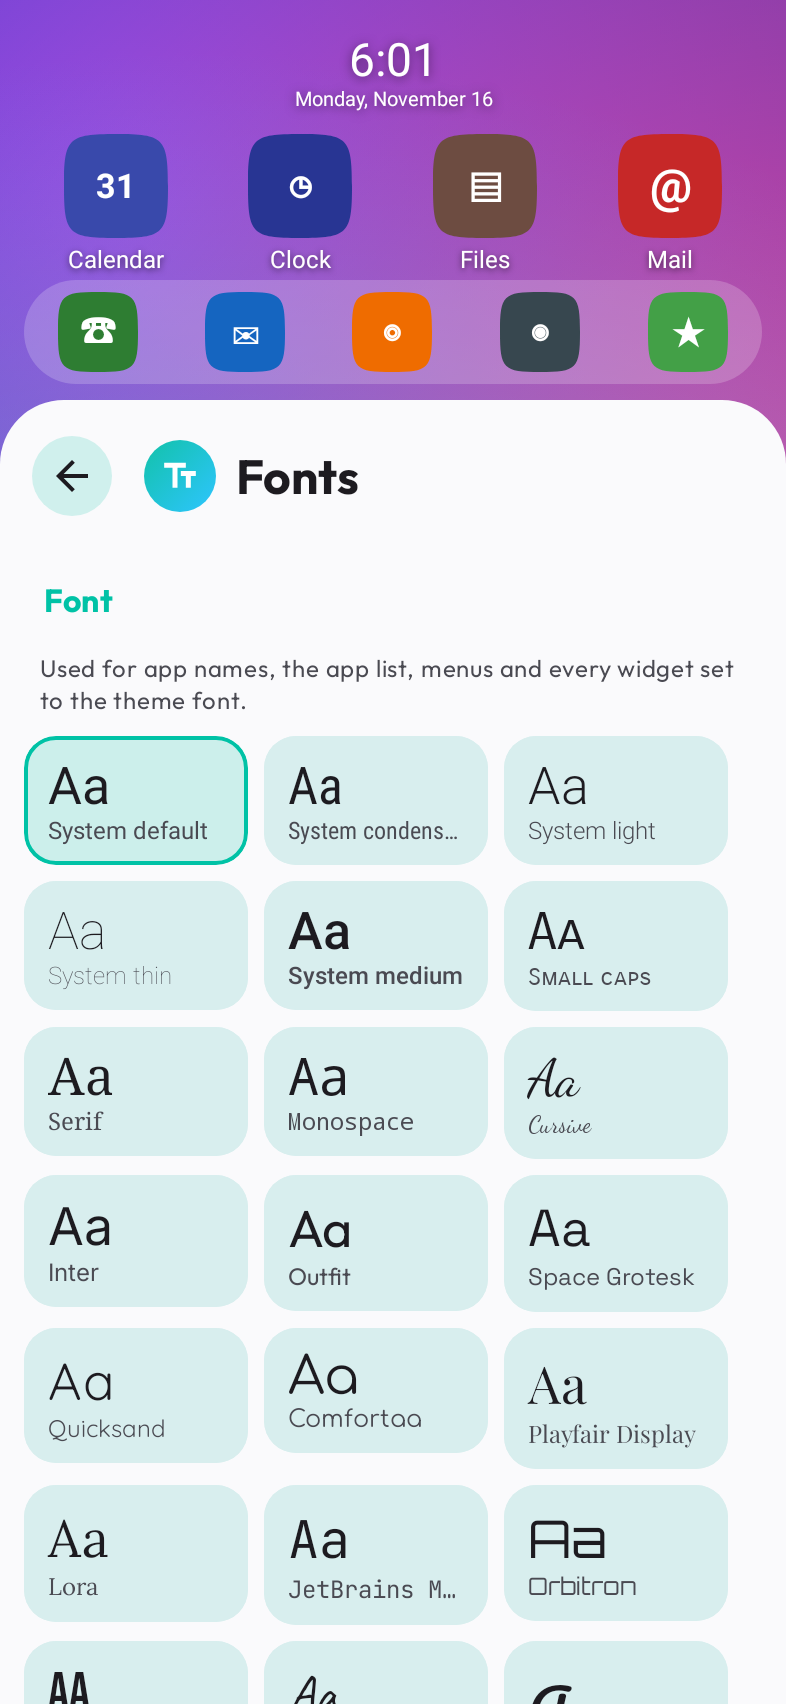 6:01
Monday, November 16
31
@
Calendar
Clock
Files
Mail
TT
Fonts
Font
Used for app names, the app list, menus and every widget set
to the theme font.
Aa
System default
Aa
System condens…
Aa
System light
Aa
System thin
Aa
System medium
Aa
Small caps
Aa
Serif
Aa
Monospace
Aa
Cursive
Aa
Inter
Aa
Outfit
Aa
Space Grotesk
Aa
Quicksand
Aa
Comfortaa
Aa
Playfair Display
Aa
Lora
Aa
JetBrains M…
Aa
Orbitron
AA
Aa